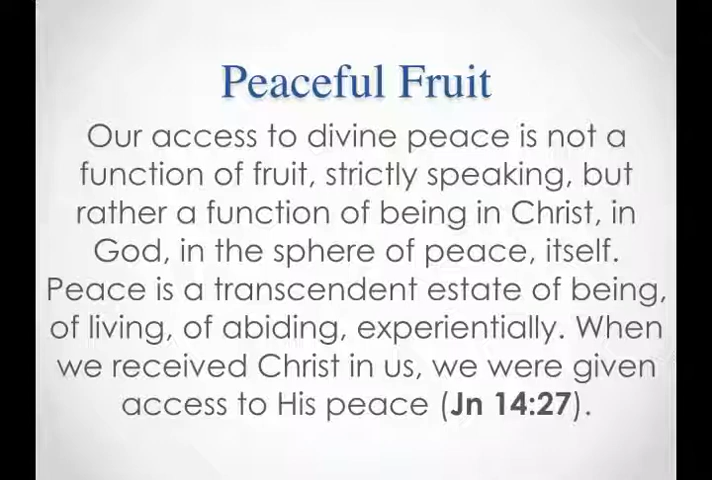 Peaceful Fruit
Our access to divine peace is not a
function of fruit, strictly speaking, but
rather a function of being in Christ, in
God, in the sphere of peace, itself.
Peace is a transcendent estate of being,
of living, of abiding, experientially. When
we received Christ in us, we were given
access to His peace (Jn 14:27).